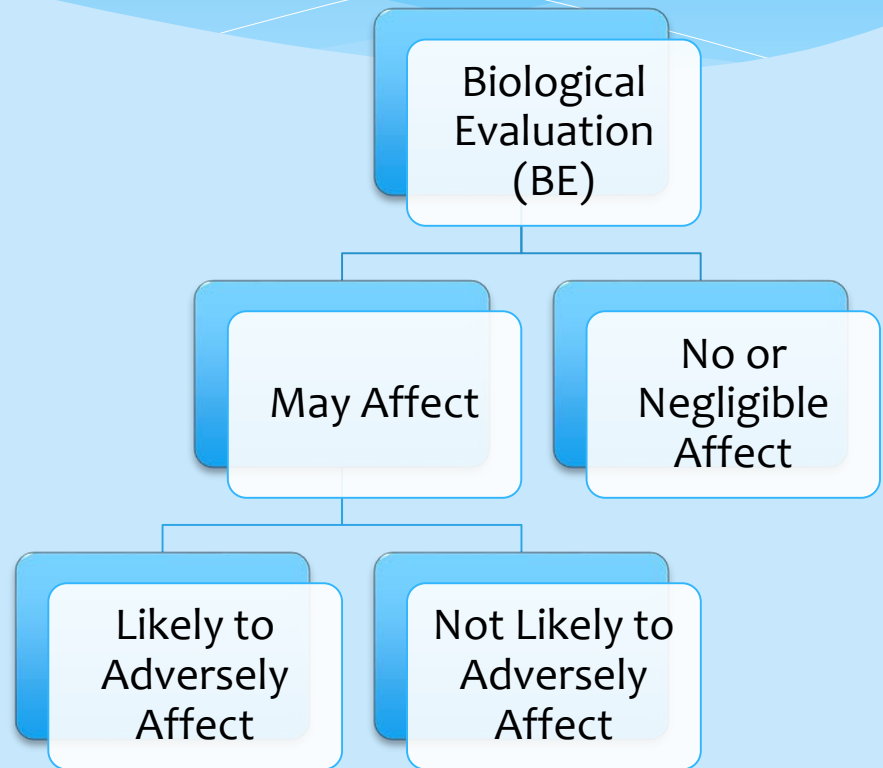 Biological
Evaluation
(BE)
May Affect
No or
Negligible
Affect
Likely to
Adversely
Affect
Not Likely to
Adversely
Affect